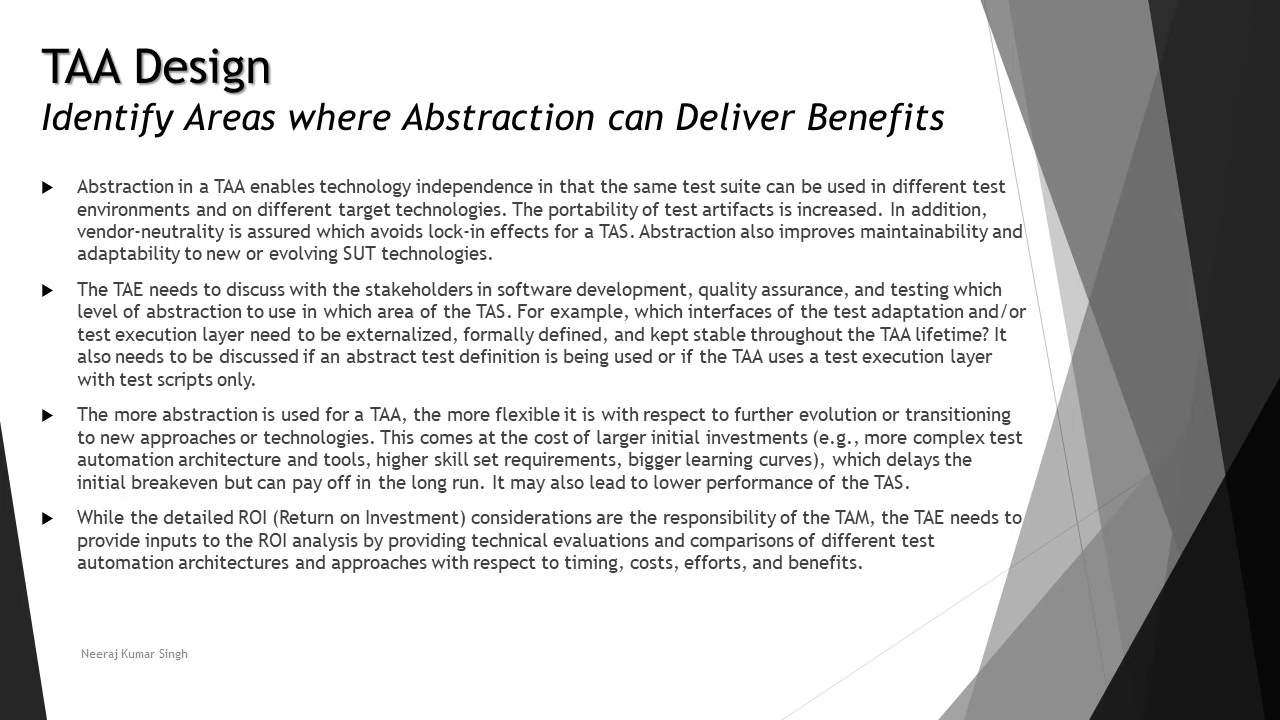 TAA Design
Identify Areas where Abstraction can Deliver Benefits
Abstraction in a TAA enables technology independence in that the same test suite can be used in different test
environments and on different target technologies. The portability of test artifacts is increased. In addition,
vendor-neutrality is assured which avoids lock-in effects for a TAS. Abstraction also improves maintainability and
adaptability to new or evolving SUT technologies.
The TAE needs to discuss with the stakeholders in software development, quality assurance, and testing which
level of abstraction to use in which area of the TAS. For example, which interfaces of the test adaptation and/or
test execution layer need to be externalized, formally defined, and kept stable throughout the TAA lifetime? It
also needs to be discussed if an abstract test definition is being used or if the TAA uses a test execution layer
with test scripts only.
The more abstraction is used for a TAA, the more flexible it is with respect to further evolution or transitioning
to new approaches or technologies. This comes at the cost of larger initial investments (e.g., more complex test
automation architecture and tools, higher skill set requirements, bigger learning curves), which delays the
initial breakeven but can pay off in the long run. It may also lead to lower performance of the TAS.
While the detailed ROI (Return on Investment) considerations are the responsibility of the TAM, the TAE needs to
provide inputs to the ROI analysis by providing technical evaluations and comparisons of different test
automation architectures and approaches with respect to timing, costs, efforts, and benefits.
Neeraj Kumar Singh